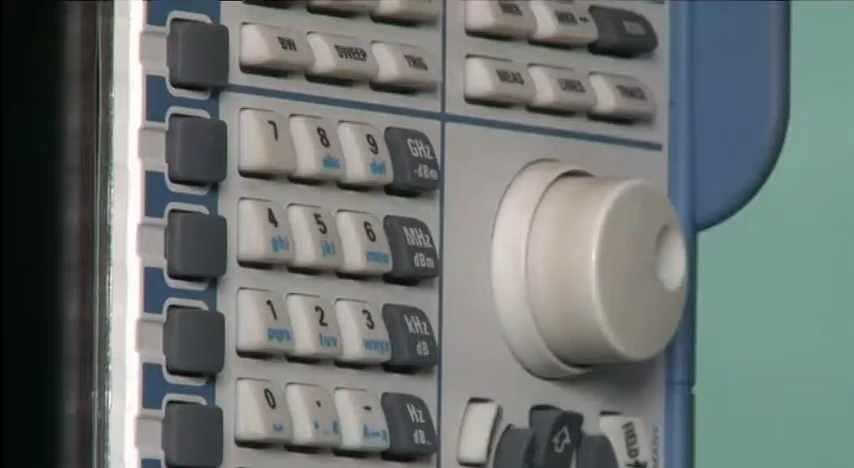 BW SWEEP TRIG
MEAS LINES
7 8 abc 9 def GHz -dBm
4 ghi 5 jkl 6 mno MHz dBm
1 pqrs 2 tuv 3 wxyz kHz dB
0 . - Hz dB..
FIELD